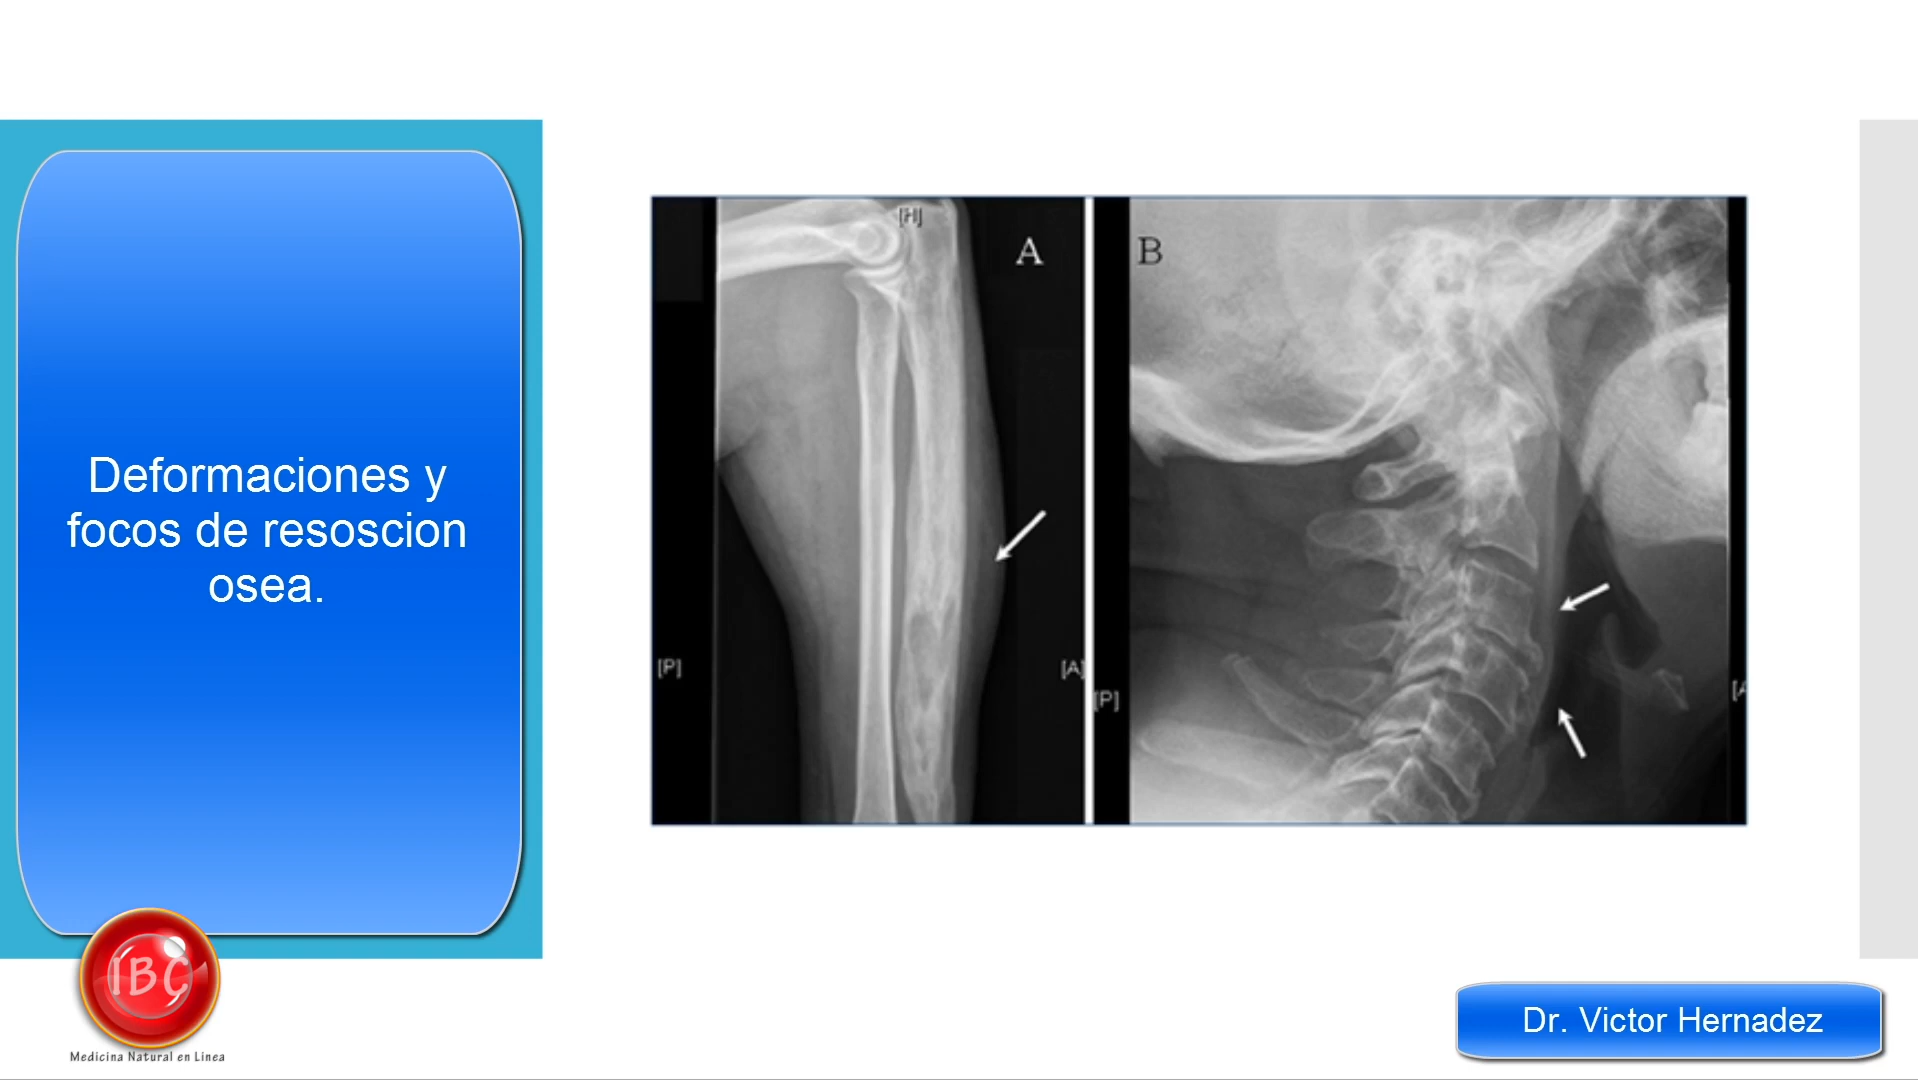 Deformaciones y
focos de resoscion
osea.
[H]
A
[P]
[A]
B
[P]
[A
IBC
Medicina Natural en Linea
Dr. Victor Hernadez